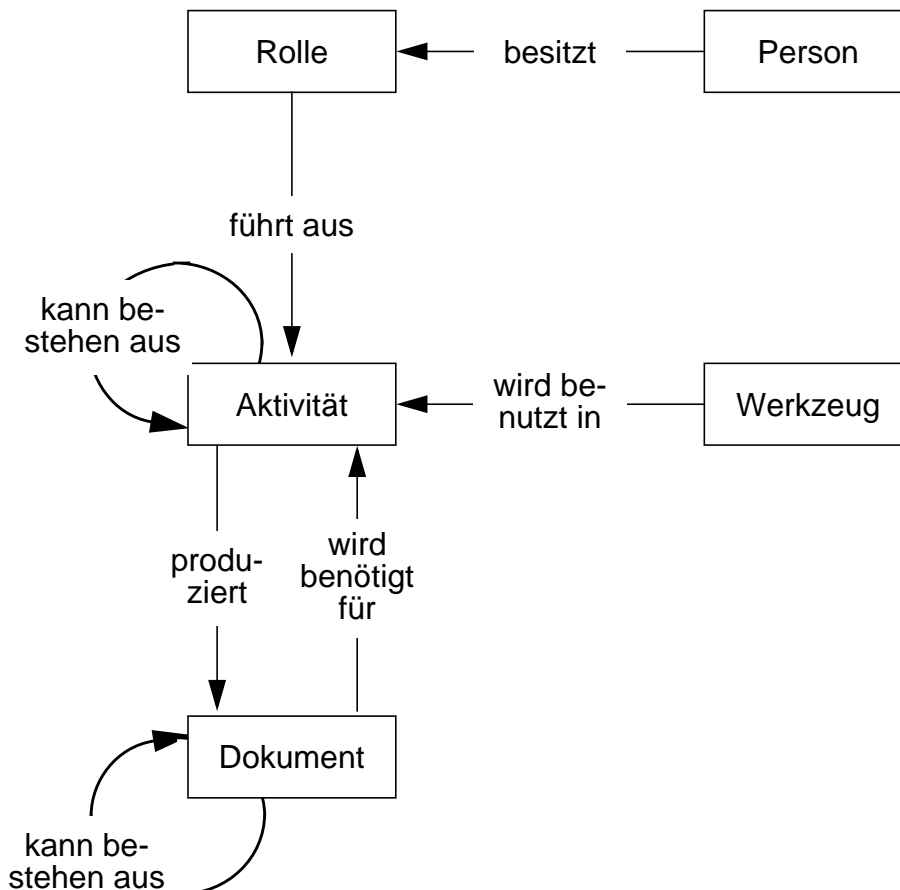 Rolle
besitzt
Person
führt aus
kann be-
stehen aus
Aktivität
wird be-
nutzt in
Werkzeug
produ-
ziert
wird
benötigt
für
Dokument
kann be-
stehen aus